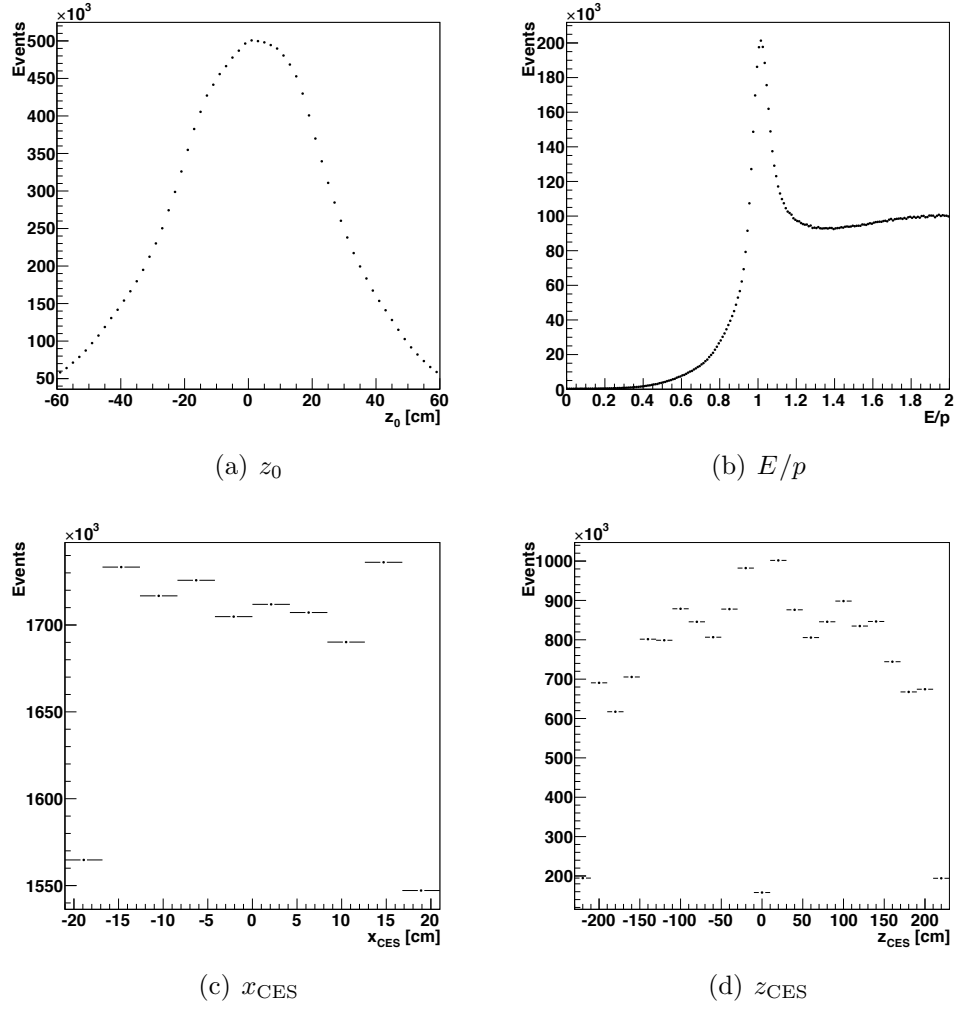 ×10³
Events
500
450
400
350
300
250
200
150
100
50
-60 -40 -20 0 20 40 60
z₀ [cm]
(a) z₀
×10³
Events
200
180
160
140
120
100
80
60
40
20
0
0 0.2 0.4 0.6 0.8 1 1.2 1.4 1.6 1.8 2
E/p
(b) E/p
×10³
Events
1700
1650
1600
1550
-20 -15 -10 -5 0 5 10 15 20
x_CES [cm]
(c) x_CES
×10³
Events
1000
900
800
700
600
500
400
300
200
-200 -150 -100 -50 0 50 100 150 200
z_CES [cm]
(d) z_CES